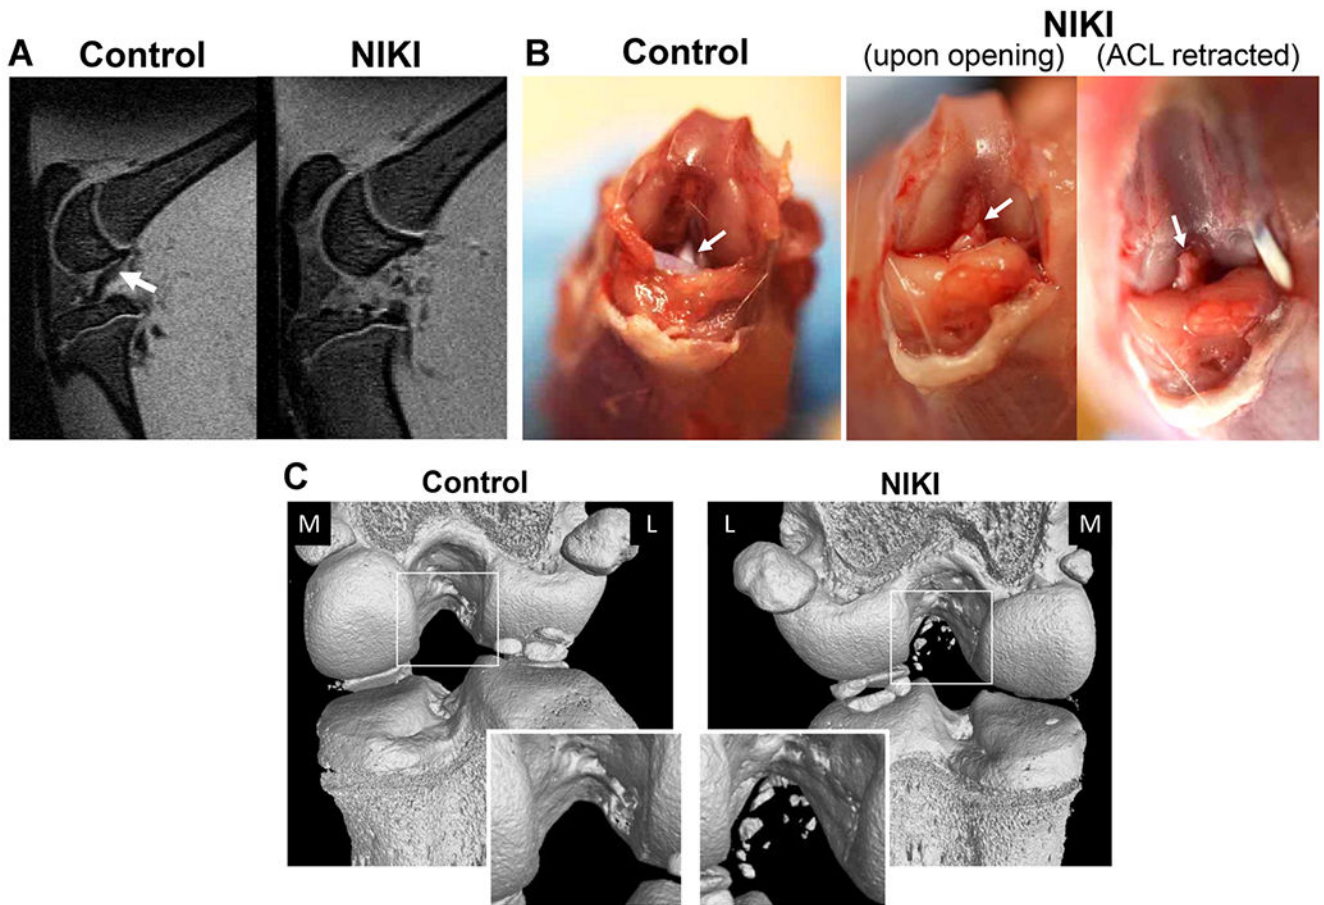 A
Control
NIKI
B
Control
NIKI
(upon opening)
(ACL retracted)
C
Control
NIKI
M
L
L
M